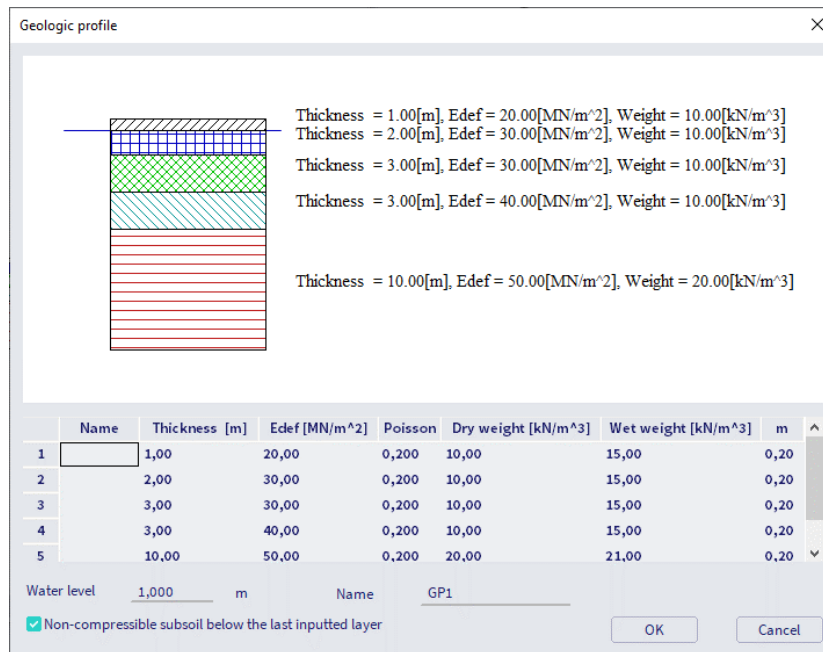 Geologic profile
Thickness = 1.00[m], Edef = 20.00[MN/m^2], Weight = 10.00[kN/m^3]
Thickness = 2.00[m], Edef = 30.00[MN/m^2], Weight = 10.00[kN/m^3]
Thickness = 3.00[m], Edef = 30.00[MN/m^2], Weight = 10.00[kN/m^3]
Thickness = 3.00[m], Edef = 40.00[MN/m^2], Weight = 10.00[kN/m^3]
Thickness = 10.00[m], Edef = 50.00[MN/m^2], Weight = 20.00[kN/m^3]
Name Thickness [m] Edef [MN/m^2] Poisson Dry weight [kN/m^3] Wet weight [kN/m^3] m
1 1,00 20,00 0,200 10,00 15,00 0,20
2 2,00 30,00 0,200 10,00 15,00 0,20
3 3,00 30,00 0,200 10,00 15,00 0,20
4 3,00 40,00 0,200 10,00 15,00 0,20
5 10,00 50,00 0,200 20,00 21,00 0,20
Water level 1,000 m Name GP1
Non-compressible subsoil below the last inputted layer
OK Cancel